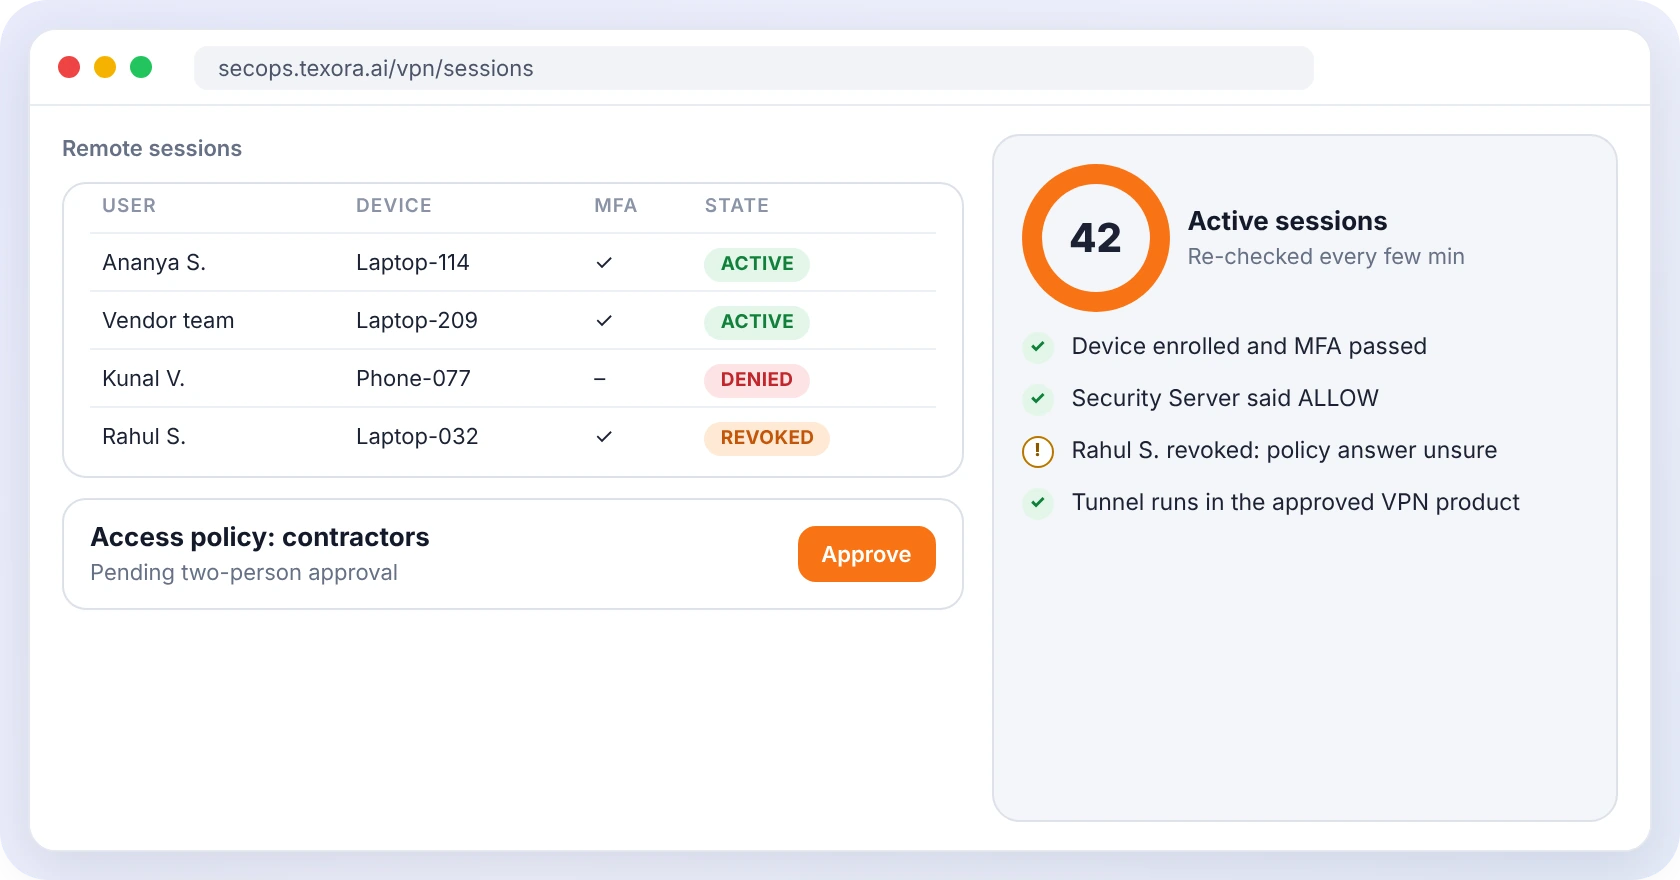 secops.texora.ai/vpn/sessions
Remote sessions
USER DEVICE MFA STATE
Ananya S. Laptop-114 ✓ ACTIVE
Vendor team Laptop-209 ✓ ACTIVE
Kunal V. Phone-077 – DENIED
Rahul S. Laptop-032 ✓ REVOKED
Access policy: contractors
Pending two-person approval
Approve
42
Active sessions
Re-checked every few min
Device enrolled and MFA passed
Security Server said ALLOW
Rahul S. revoked: policy answer unsure
Tunnel runs in the approved VPN product